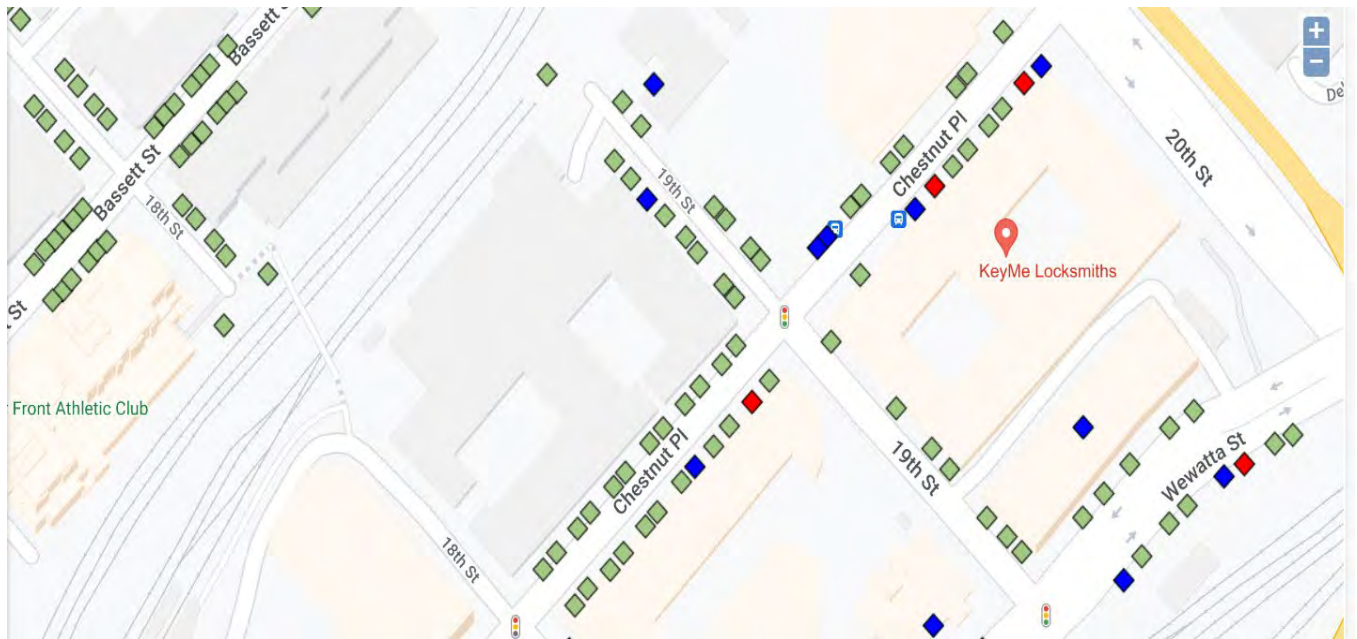 Bassett
Chestnut Pl
20th St
19th St
Bassett St
18th St
KeyMe Locksmiths
St
Front Athletic Club
Chestnut Pl
19th St
Wewatta St
18th St
+
−